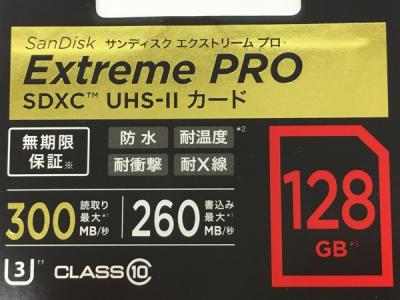 SanDisk サンディスク エクストリーム プロ
Extreme PRO
SDXC™ UHS-II カード
無期限
保証※
防水 耐温度*2
耐衝撃 耐X線
300 読取り 最大*1 MB/秒 260 書込み 最大*1 MB/秒
128
GB*3
U3†† CLASS10